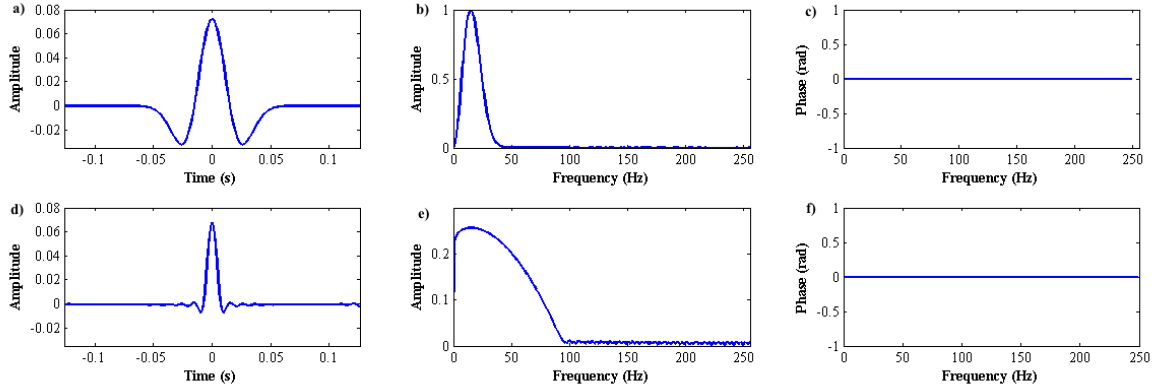 a)
0.08
0.06
0.04
0.02
0
-0.02
-0.1 -0.05 0 0.05 0.1
Amplitude
Time (s)
b)
1
0.5
0
0 50 100 150 200 250
Amplitude
Frequency (Hz)
c)
1
0.5
0
-0.5
-1
0 50 100 150 200 250
Phase (rad)
Frequency (Hz)
d)
0.08
0.06
0.04
0.02
0
-0.02
-0.1 -0.05 0 0.05 0.1
Amplitude
Time (s)
e)
0.2
0.1
0
0 50 100 150 200 250
Amplitude
Frequency (Hz)
f)
1
0.5
0
-0.5
-1
0 50 100 150 200 250
Phase (rad)
Frequency (Hz)